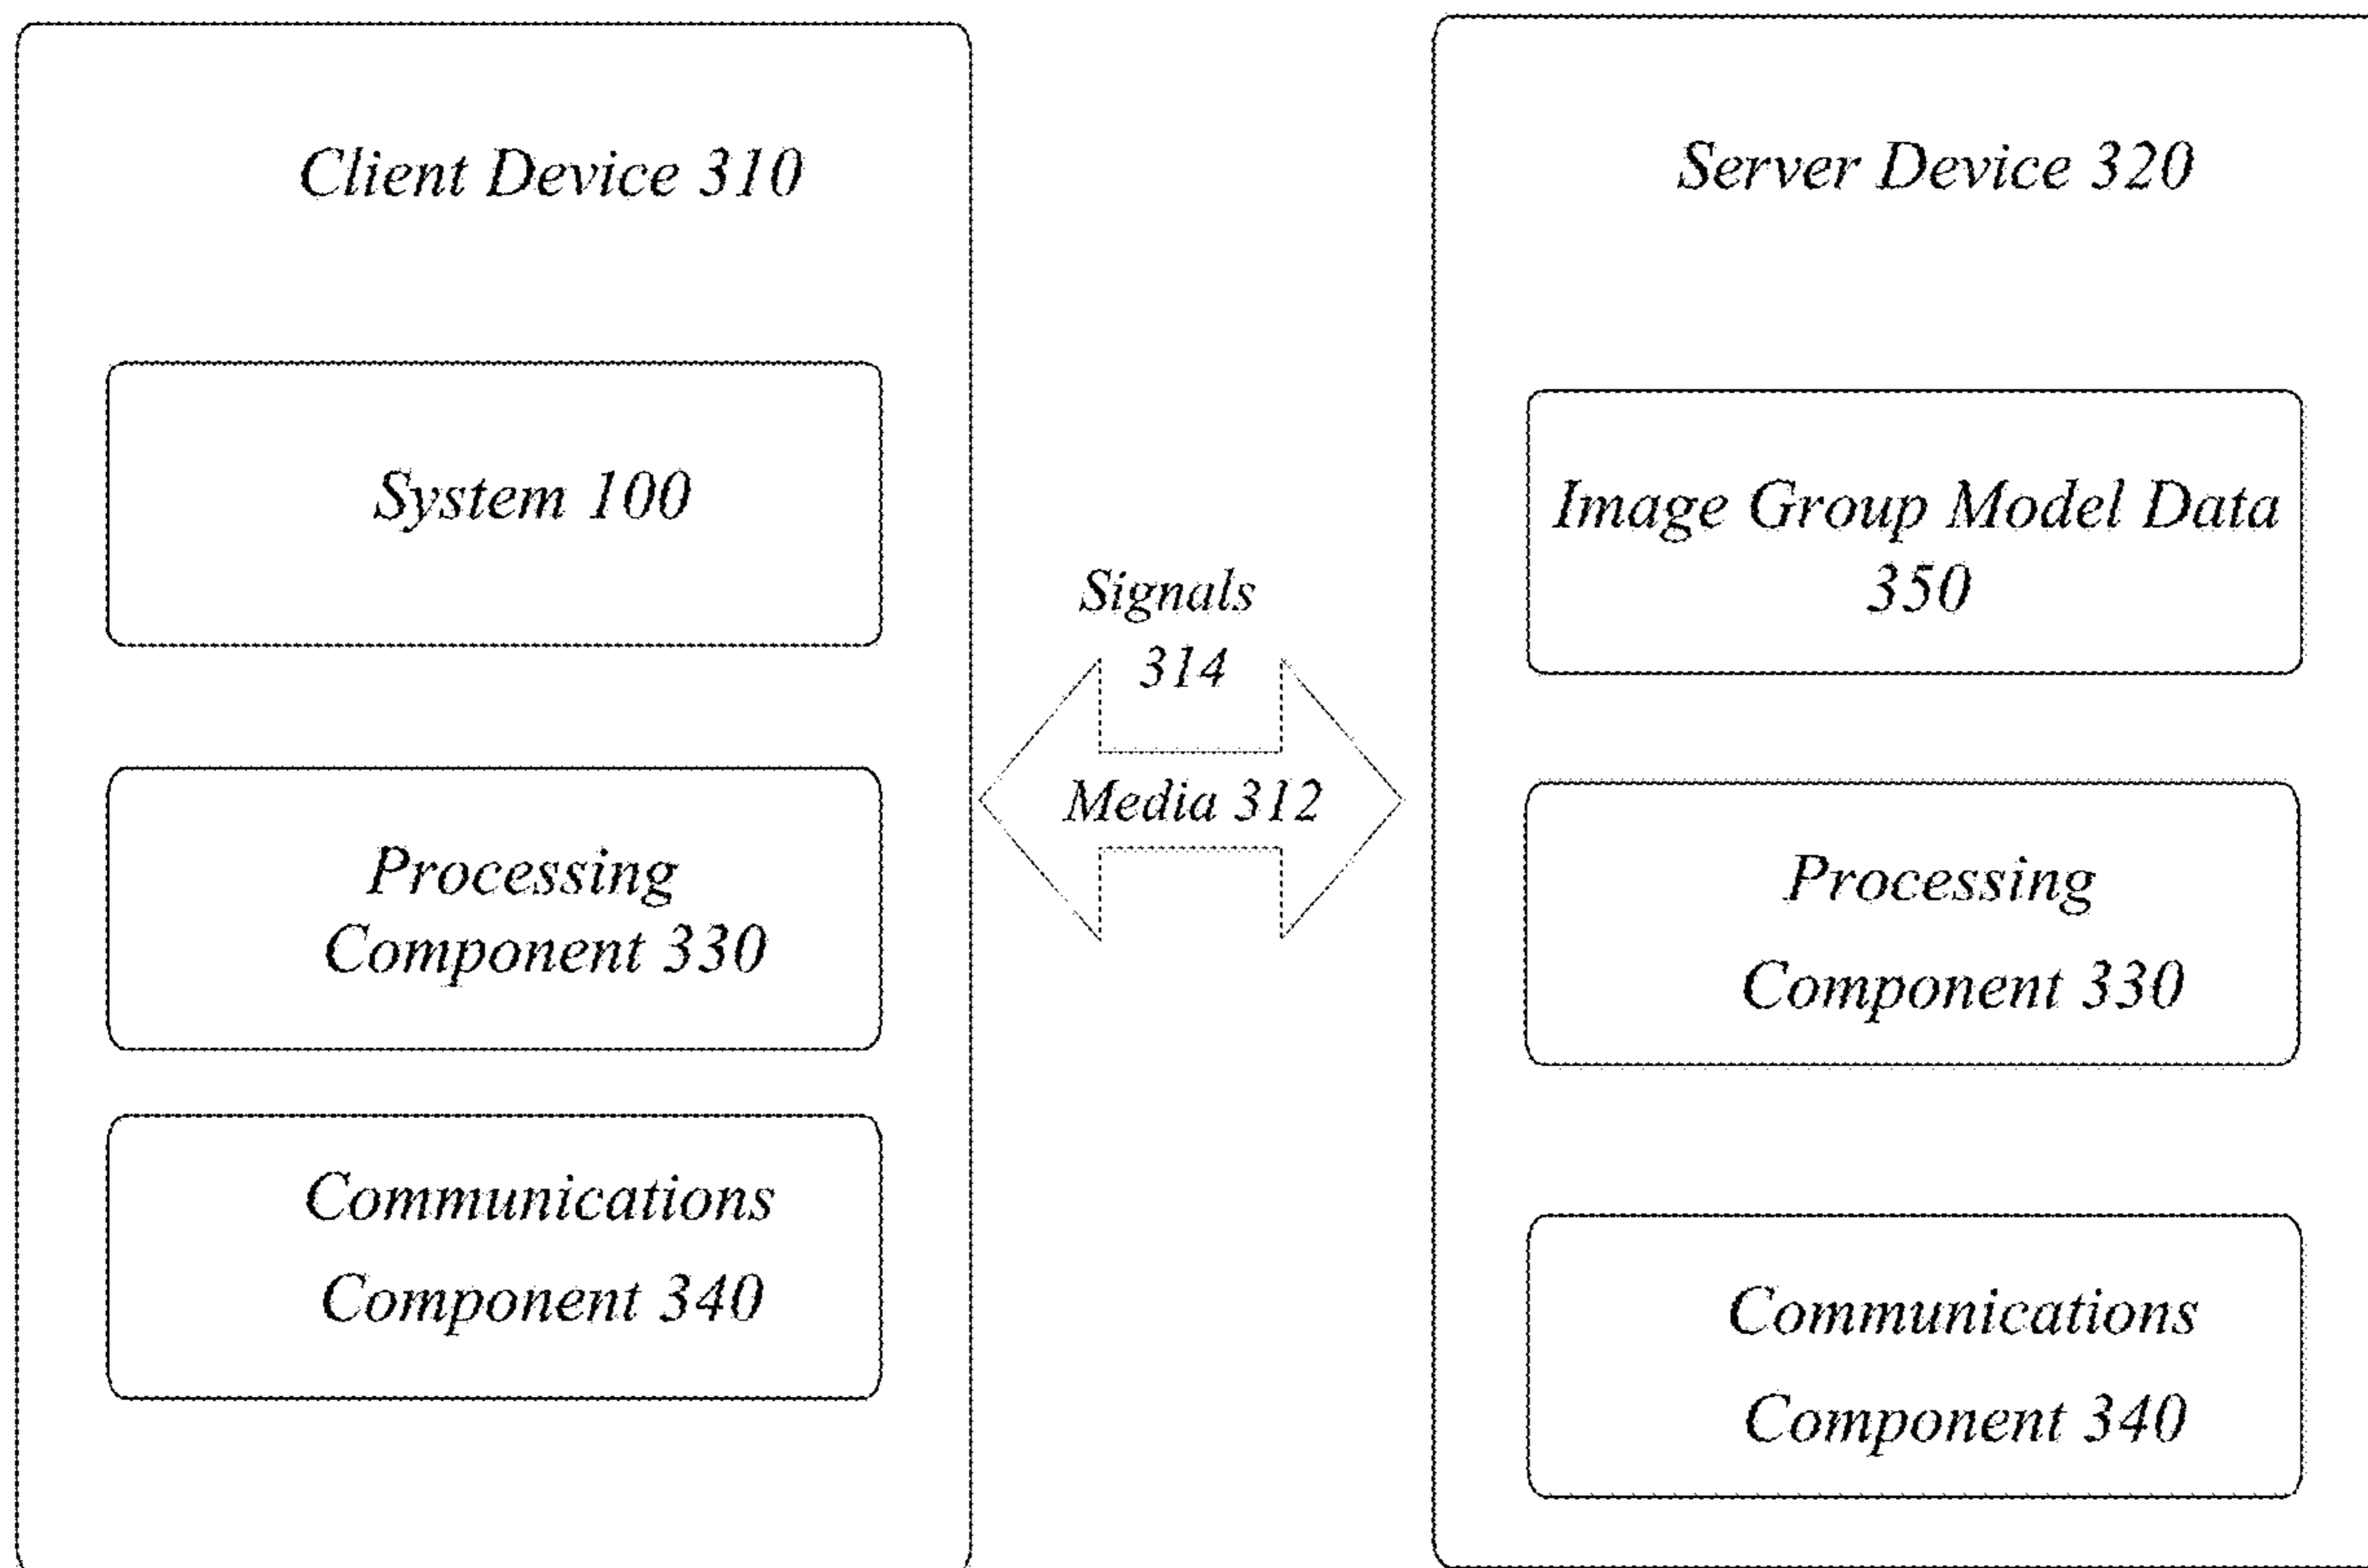 Client Device 310
System 100
Processing
Component 330
Communications
Component 340
Signals
314
Media 312
Server Device 320
Image Group Model Data
350
Processing
Component 330
Communications
Component 340